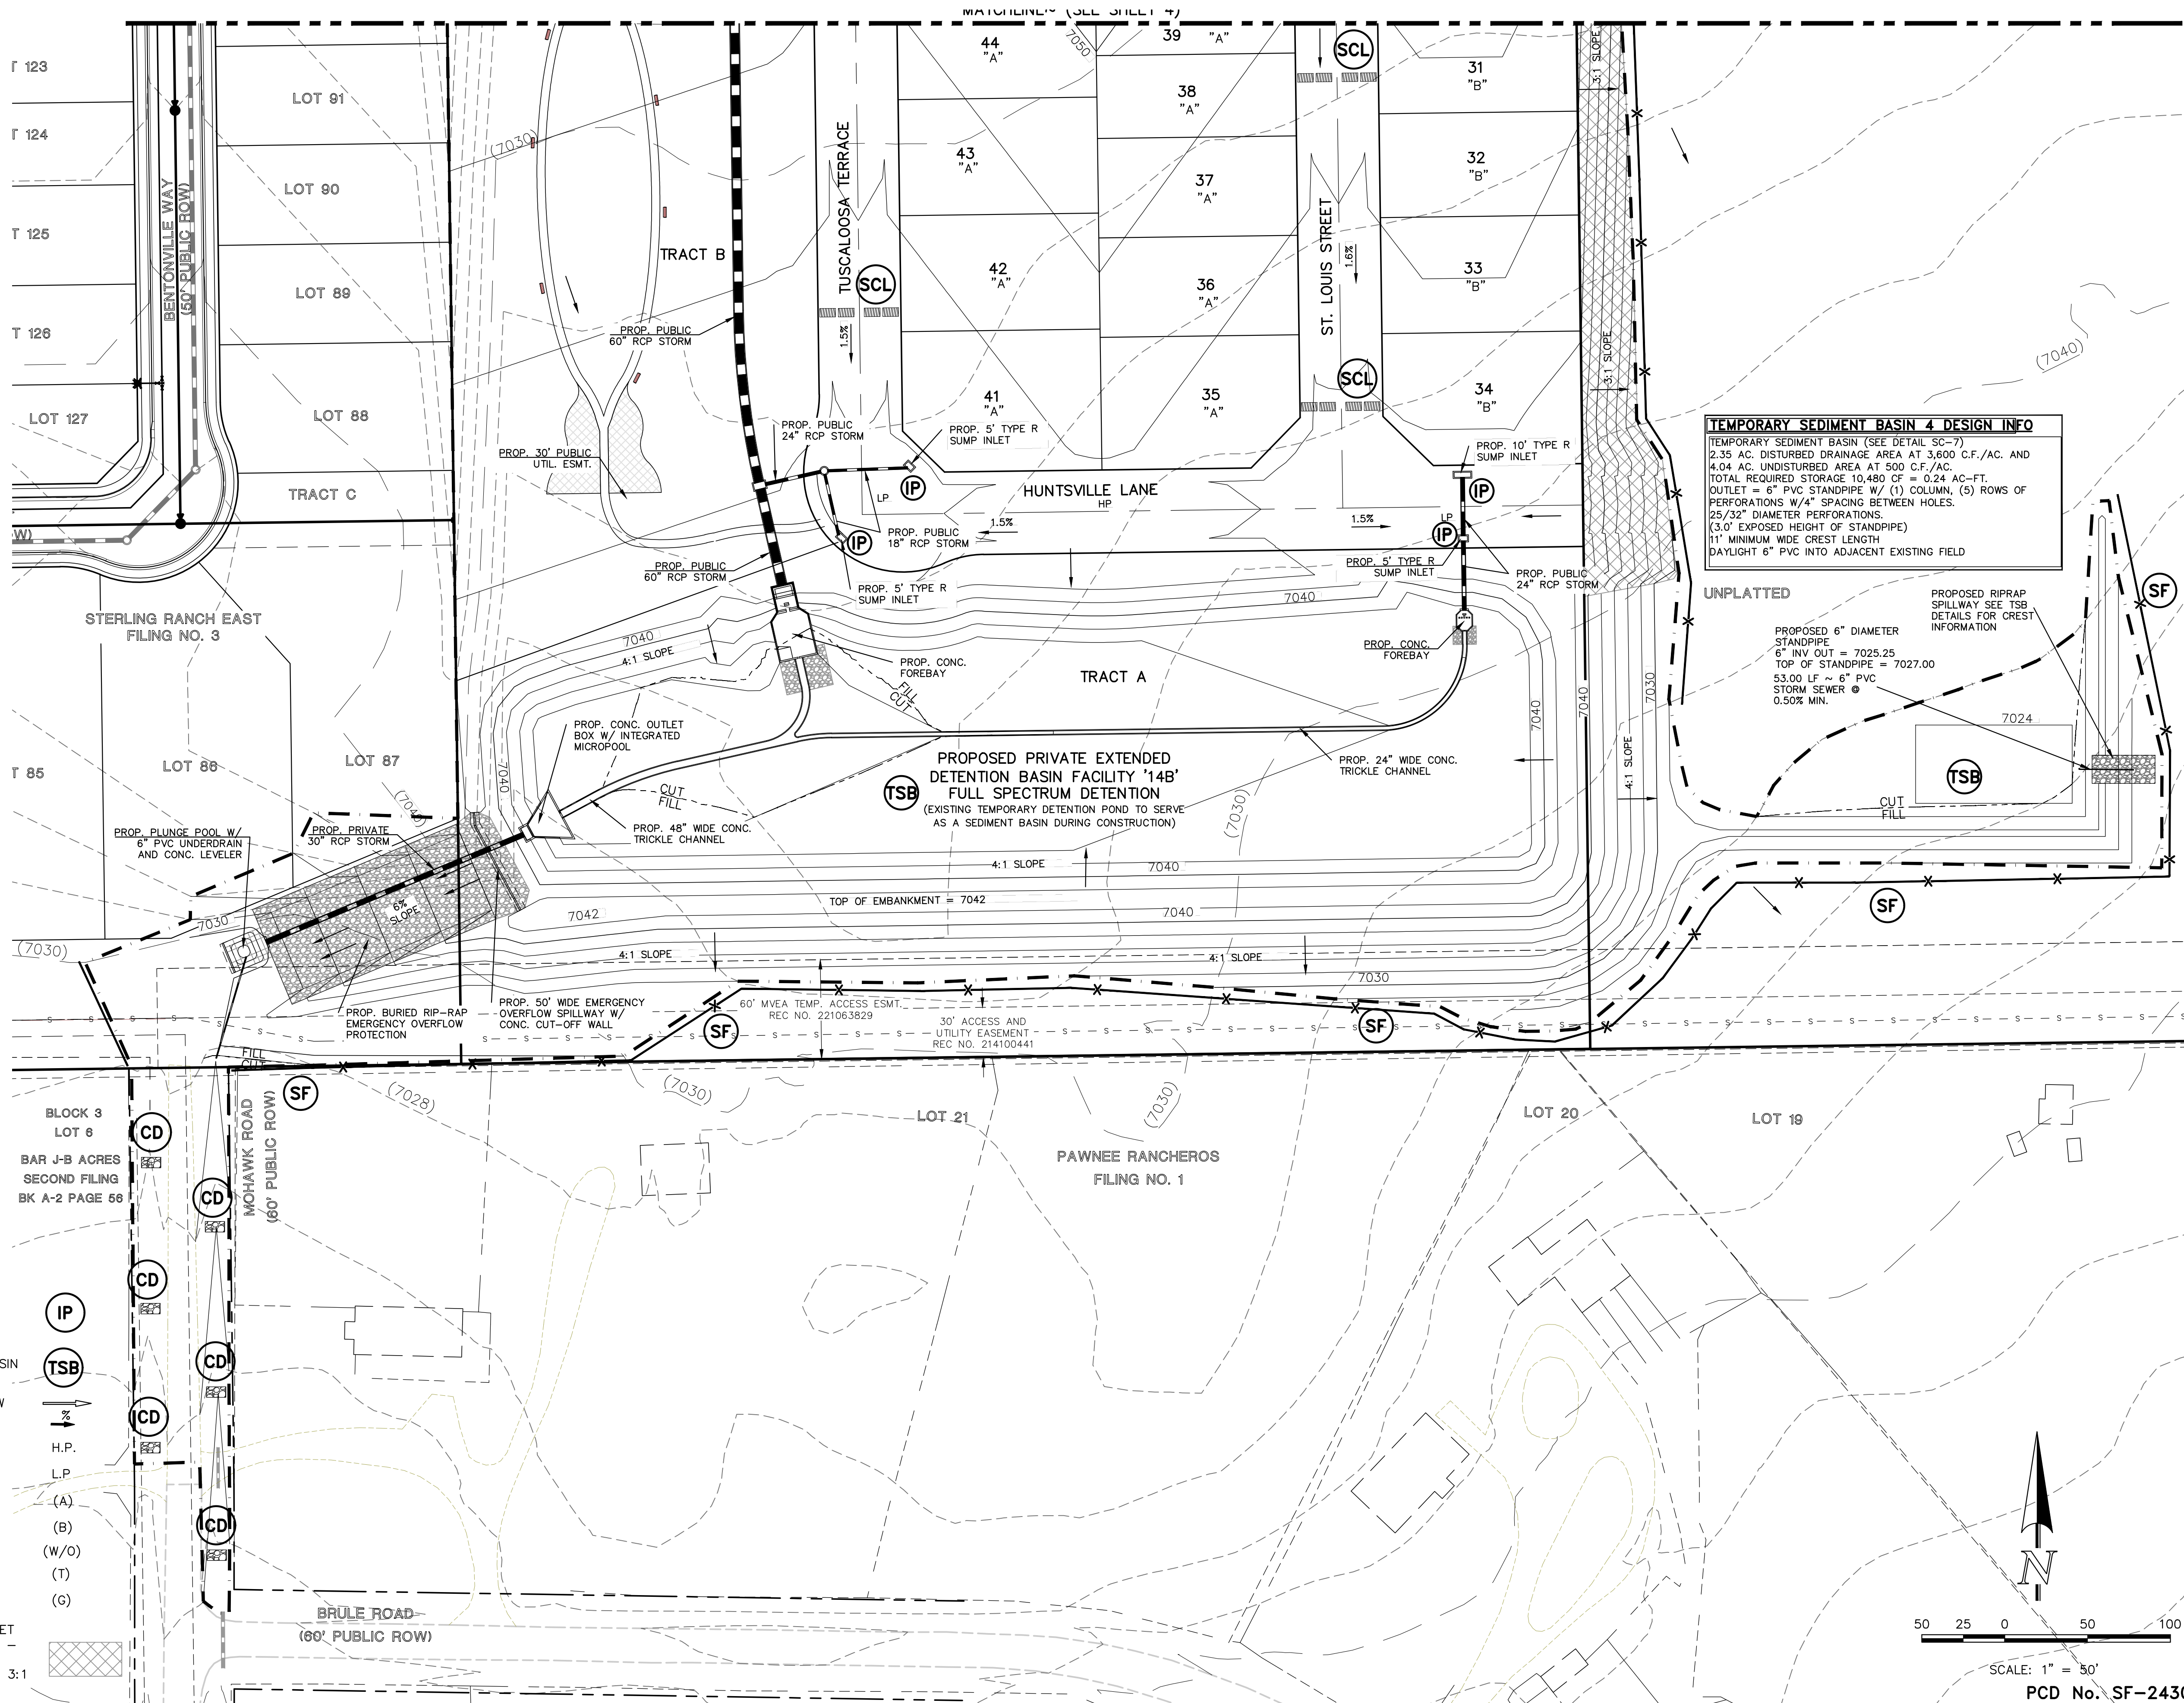 MATCHLINE~ (SEE SHEET 4)
123
124
125
126
LOT 127
LOT 91
LOT 90
LOT 89
LOT 88
TRACT C
BENTONVILLE WAY
(50' PUBLIC ROW)
W)
(7030)
TRACT B
TUSCALOOSA TERRACE
SCL
1.5%
PROP. PUBLIC
60" RCP STORM
44
"A"
43
"A"
42
"A"
41
"A"
7050
39 "A"
38
"A"
37
"A"
36
"A"
35
"A"
SCL
ST. LOUIS STREET
1.6%
SCL
31
"B"
32
"B"
33
"B"
34
"B"
3:1 SLOPE
3:1 SLOPE
(7040)
TEMPORARY SEDIMENT BASIN 4 DESIGN INFO
TEMPORARY SEDIMENT BASIN (SEE DETAIL SC-7)
2.35 AC. DISTURBED DRAINAGE AREA AT 3,600 C.F./AC. AND
4.04 AC. UNDISTURBED AREA AT 500 C.F./AC.
TOTAL REQUIRED STORAGE 10,480 CF = 0.24 AC-FT.
OUTLET = 6" PVC STANDPIPE W/ (1) COLUMN, (5) ROWS OF
PERFORATIONS W/4" SPACING BETWEEN HOLES.
25/32" DIAMETER PERFORATIONS.
(3.0' EXPOSED HEIGHT OF STANDPIPE)
11' MINIMUM WIDE CREST LENGTH
DAYLIGHT 6" PVC INTO ADJACENT EXISTING FIELD
PROP. PUBLIC
24" RCP STORM
PROP. 5' TYPE R
SUMP INLET
PROP. 30' PUBLIC
UTIL. ESMT.
PROP. 10' TYPE R
SUMP INLET
IP
LP
HUNTSVILLE LANE
HP
1.5%
1.5%
IP
LP
IP
IP
PROP. PUBLIC
18" RCP STORM
PROP. PUBLIC
60" RCP STORM
PROP. 5' TYPE R
SUMP INLET
PROP. 5' TYPE R
SUMP INLET
PROP. PUBLIC
24" RCP STORM
UNPLATTED
SF
PROPOSED RIPRAP
SPILLWAY SEE TSB
DETAILS FOR CREST
INFORMATION
PROPOSED 6" DIAMETER
STANDPIPE
6" INV OUT = 7025.25
TOP OF STANDPIPE = 7027.00
53.00 LF ~ 6" PVC
STORM SEWER @
0.50% MIN.
STERLING RANCH EAST
FILING NO. 3
7040
4:1 SLOPE
7040
PROP. CONC.
FOREBAY
PROP. CONC.
FOREBAY
FILL
CUT
TRACT A
7040
7040
7030
4:1 SLOPE
7024
TSB
CUT
FILL
PROP. CONC. OUTLET
BOX W/ INTEGRATED
MICROPOOL
7040
PROPOSED PRIVATE EXTENDED
DETENTION BASIN FACILITY '14B'
FULL SPECTRUM DETENTION
(EXISTING TEMPORARY DETENTION POND TO SERVE
AS A SEDIMENT BASIN DURING CONSTRUCTION)
TSB
PROP. 24" WIDE CONC.
TRICKLE CHANNEL
(7030)
CUT
FILL
PROP. 48" WIDE CONC.
TRICKLE CHANNEL
85
LOT 86
LOT 87
PROP. PLUNGE POOL W/
6" PVC UNDERDRAIN
AND CONC. LEVELER
PROP. PRIVATE
30" RCP STORM
6%
SLOPE
4:1 SLOPE
7040
TOP OF EMBANKMENT = 7042
7042
7040
7030
(7030)
4:1 SLOPE
4:1 SLOPE
7030
SF
PROP. BURIED RIP-RAP
EMERGENCY OVERFLOW
PROTECTION
PROP. 50' WIDE EMERGENCY
OVERFLOW SPILLWAY W/
CONC. CUT-OFF WALL
SF
60' MVEA TEMP. ACCESS ESMT.
REC NO. 221063829
30' ACCESS AND
UTILITY EASEMENT
REC NO. 214100441
SF
FILL
CUT
SF
(7028)
(7030)
(7030)
LOT 21
LOT 20
LOT 19
PAWNEE RANCHEROS
FILING NO. 1
BLOCK 3
LOT 6
BAR J-B ACRES
SECOND FILING
BK A-2 PAGE 56
CD
CD
CD
CD
CD
CD
MOHAWK ROAD
(60' PUBLIC ROW)
IP
SIN
TSB
%
H.P.
L.P
(A)
(B)
(W/O)
(T)
(G)
ET
3:1
BRULE ROAD
(60' PUBLIC ROW)
N
50 25 0 50 100
SCALE: 1" = 50'
PCD No. SF-243